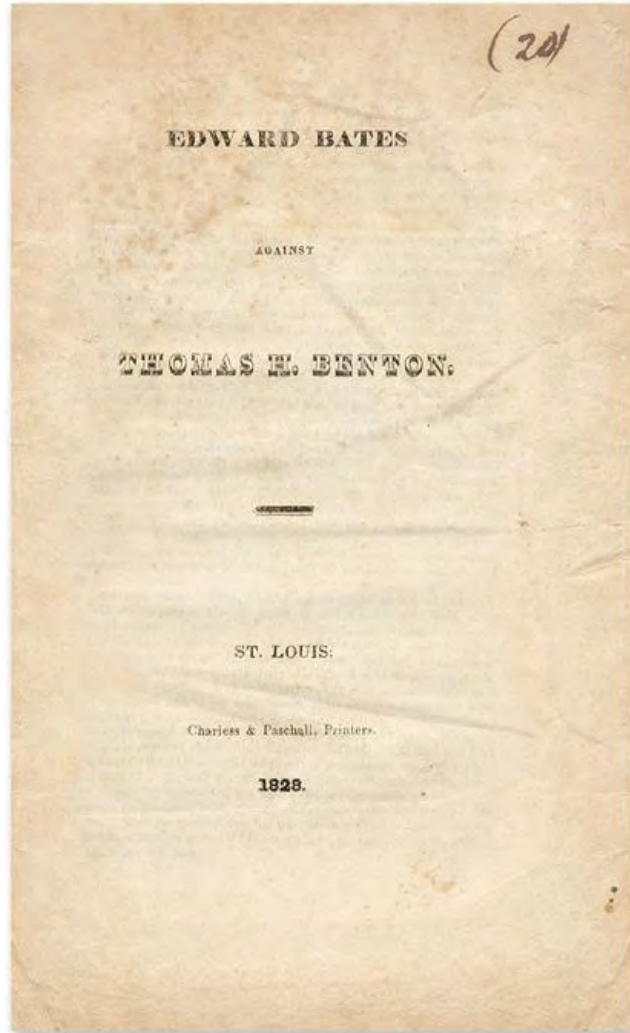 (20)
EDWARD BATES
AGAINST
THOMAS H. BENTON.
ST. LOUIS:
Charless & Paschall, Printers.
1828.